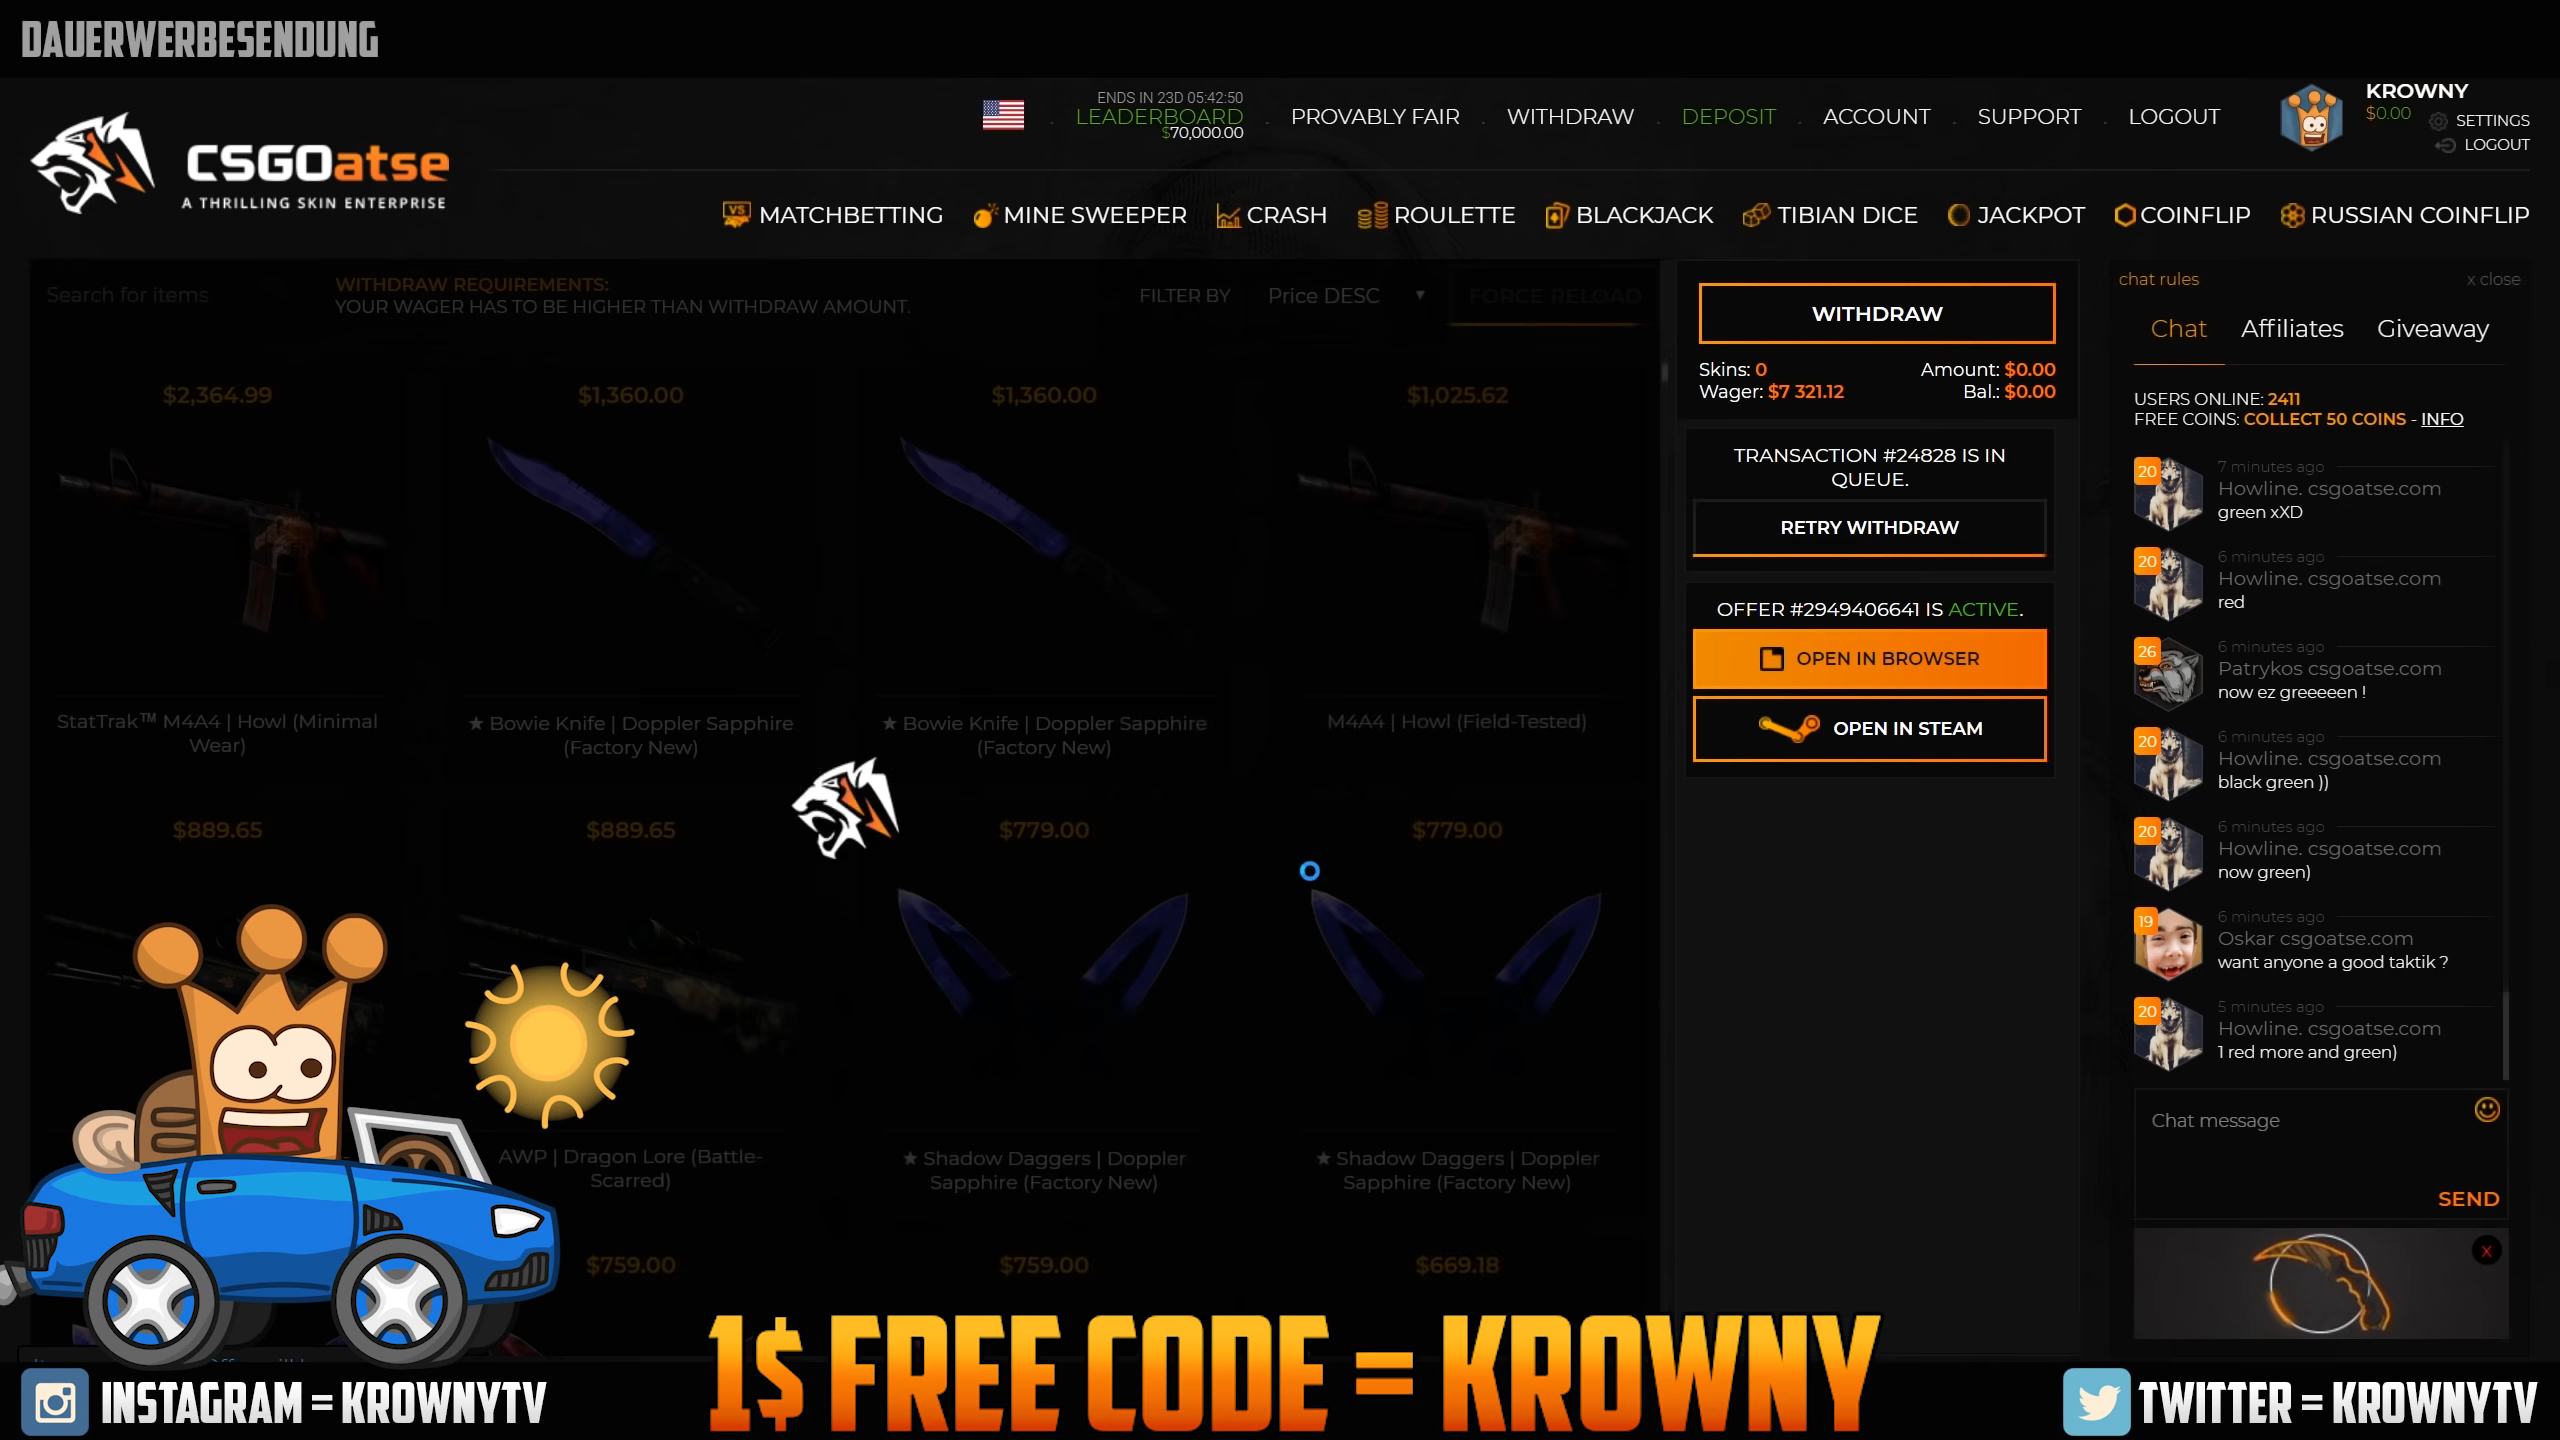 DAUERWERBESENDUNG
ENDS IN 23D 05:42:50
LEADERBOARD
$70,000.00
PROVABLY FAIR
WITHDRAW
DEPOSIT
ACCOUNT
SUPPORT
LOGOUT
KROWNY
$0.00
SETTINGS
LOGOUT
CSGOatse
A THRILLING SKIN ENTERPRISE
VS
MATCHBETTING
MINE SWEEPER
CRASH
ROULETTE
BLACKJACK
TIBIAN DICE
JACKPOT
COINFLIP
RUSSIAN COINFLIP
Search for items
WITHDRAW REQUIREMENTS:
YOUR WAGER HAS TO BE HIGHER THAN WITHDRAW AMOUNT.
FILTER BY
Price DESC
FORCE RELOAD
$2,364.99
$1,360.00
$1,360.00
$1,025.62
StatTrak™ M4A4 | Howl (Minimal
Wear)
★ Bowie Knife | Doppler Sapphire
(Factory New)
★ Bowie Knife | Doppler Sapphire
(Factory New)
M4A4 | Howl (Field-Tested)
$889.65
$889.65
$779.00
$779.00
AWP | Dragon Lore (Battle-
Scarred)
★ Shadow Daggers | Doppler
Sapphire (Factory New)
★ Shadow Daggers | Doppler
Sapphire (Factory New)
$759.00
$759.00
$669.18
WITHDRAW
Skins: 0
Amount: $0.00
Wager: $7 321.12
Bal.: $0.00
TRANSACTION #24828 IS IN
QUEUE.
RETRY WITHDRAW
OFFER #2949406641 IS ACTIVE.
OPEN IN BROWSER
OPEN IN STEAM
chat rules
x close
Chat
Affiliates
Giveaway
USERS ONLINE: 2411
FREE COINS: COLLECT 50 COINS - INFO
20
7 minutes ago
Howline. csgoatse.com
green xXD
20
6 minutes ago
Howline. csgoatse.com
red
26
6 minutes ago
Patrykos csgoatse.com
now ez greeeeen !
20
6 minutes ago
Howline. csgoatse.com
black green ))
20
6 minutes ago
Howline. csgoatse.com
now green)
19
6 minutes ago
Oskar csgoatse.com
want anyone a good taktik ?
20
5 minutes ago
Howline. csgoatse.com
1 red more and green)
Chat message
SEND
X
1$ FREE CODE = KROWNY
INSTAGRAM = KROWNYTV
TWITTER = KROWNYTV